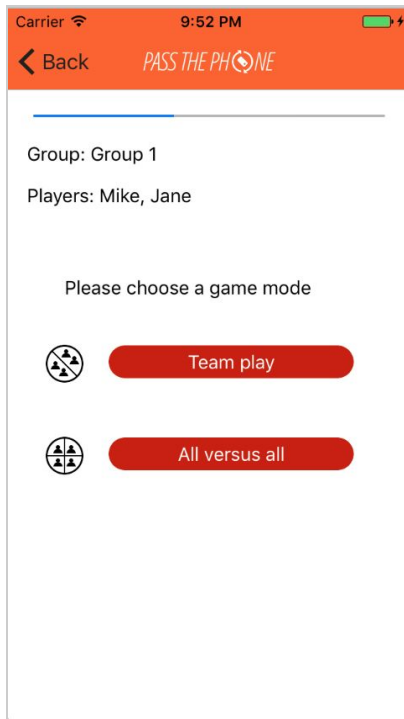 Carrier 9:52 PM
Back PASS THE PHONE
Group: Group 1
Players: Mike, Jane
Please choose a game mode
Team play
All versus all